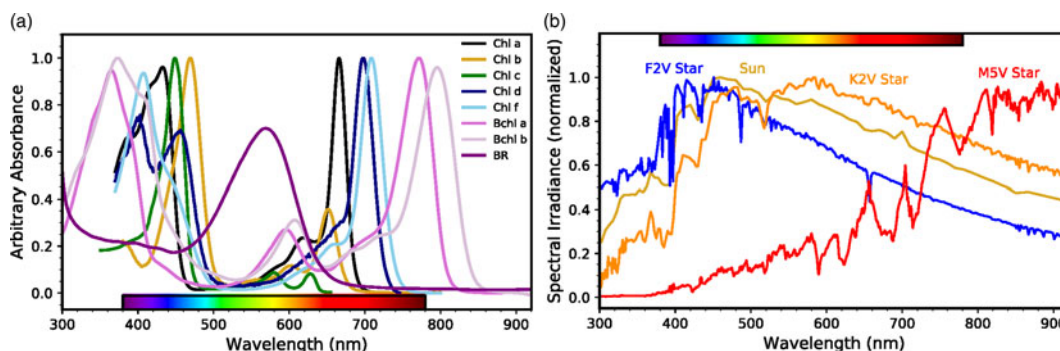 (a)
Arbitrary Absorbance
1.0
0.8
0.6
0.4
0.2
0.0
Chl a
Chl b
Chl c
Chl d
Chl f
Bchl a
Bchl b
BR
300 400 500 600 700 800 900
Wavelength (nm)
(b)
Spectral Irradiance (normalized)
1.0
0.8
0.6
0.4
0.2
0.0
F2V Star
Sun
K2V Star
M5V Star
300 400 500 600 700 800 900
Wavelength (nm)